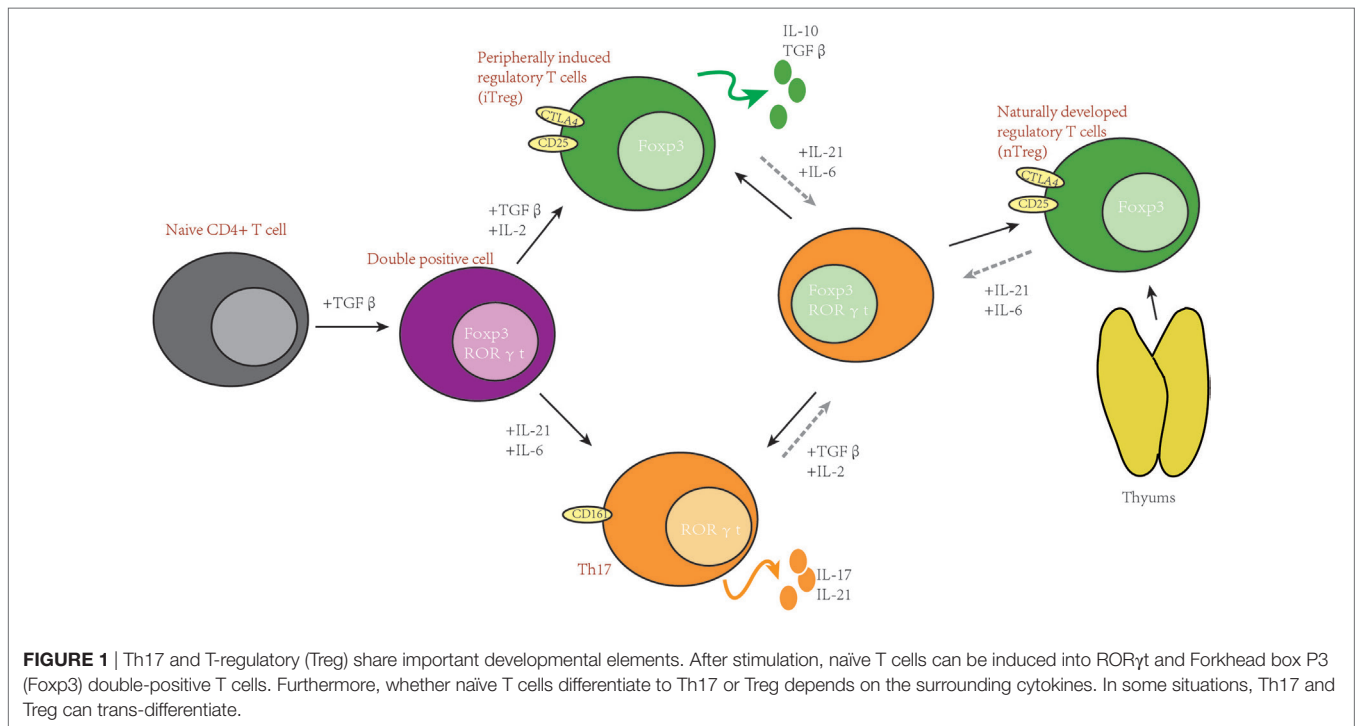 IL-10
TGF β
Peripherally induced
regulatory T cells
(iTreg)
CTLA4
CD25
Foxp3
+IL-21
+IL-6
Naturally developed
regulatory T cells
(nTreg)
CTLA4
CD25
Foxp3
+TGF β
+IL-2
Naive CD4+ T cell
Double positive cell
+TGF β
Foxp3
ROR γ t
Foxp3
ROR γ t
+IL-21
+IL-6
+IL-21
+IL-6
+TGF β
+IL-2
CD161
ROR γ t
Th17
IL-17
IL-21
Thyums
FIGURE 1 | Th17 and T-regulatory (Treg) share important developmental elements. After stimulation, naïve T cells can be induced into RORγt and Forkhead box P3
(Foxp3) double-positive T cells. Furthermore, whether naïve T cells differentiate to Th17 or Treg depends on the surrounding cytokines. In some situations, Th17 and
Treg can trans-differentiate.